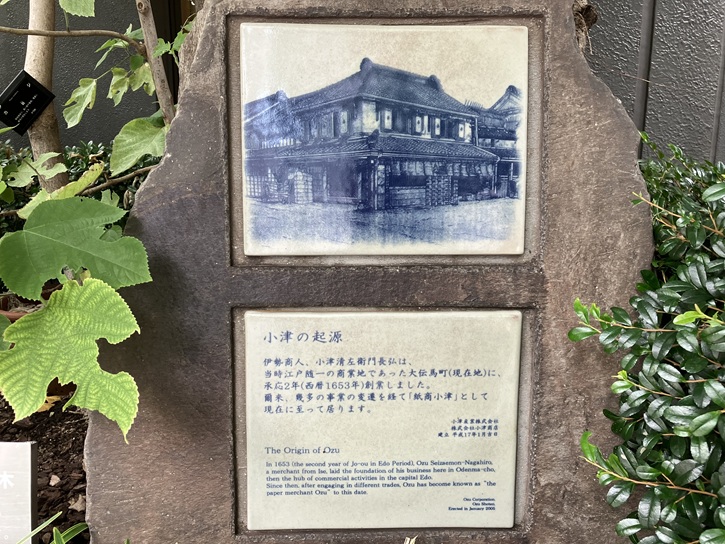 小津の起源
伊勢商人、小津清左衛門長弘は、
当時江戸随一の商業地であった大伝馬町(現在地)に、
承応2年(西暦1653年)創業しました。
爾来、幾多の事業の変遷を経て「紙商小津」として
現在に至って居ります。
小津産業株式会社
株式会社小津商店
建立 平成17年1月吉日
The Origin of Ozu
In 1653 (the second year of Jo-ou in Edo Period), Ozu Seizaemon-Nagahiro,
a merchant from Ise, laid the foundation of his business here in Odenma-cho,
then the hub of commercial activities in the capital Edo.
Since then, after engaging in different trades, Ozu has become known as "the
paper merchant Ozu" to this date.
Ozu Corporation
Ozu Shoten
Erected in January 2005
木